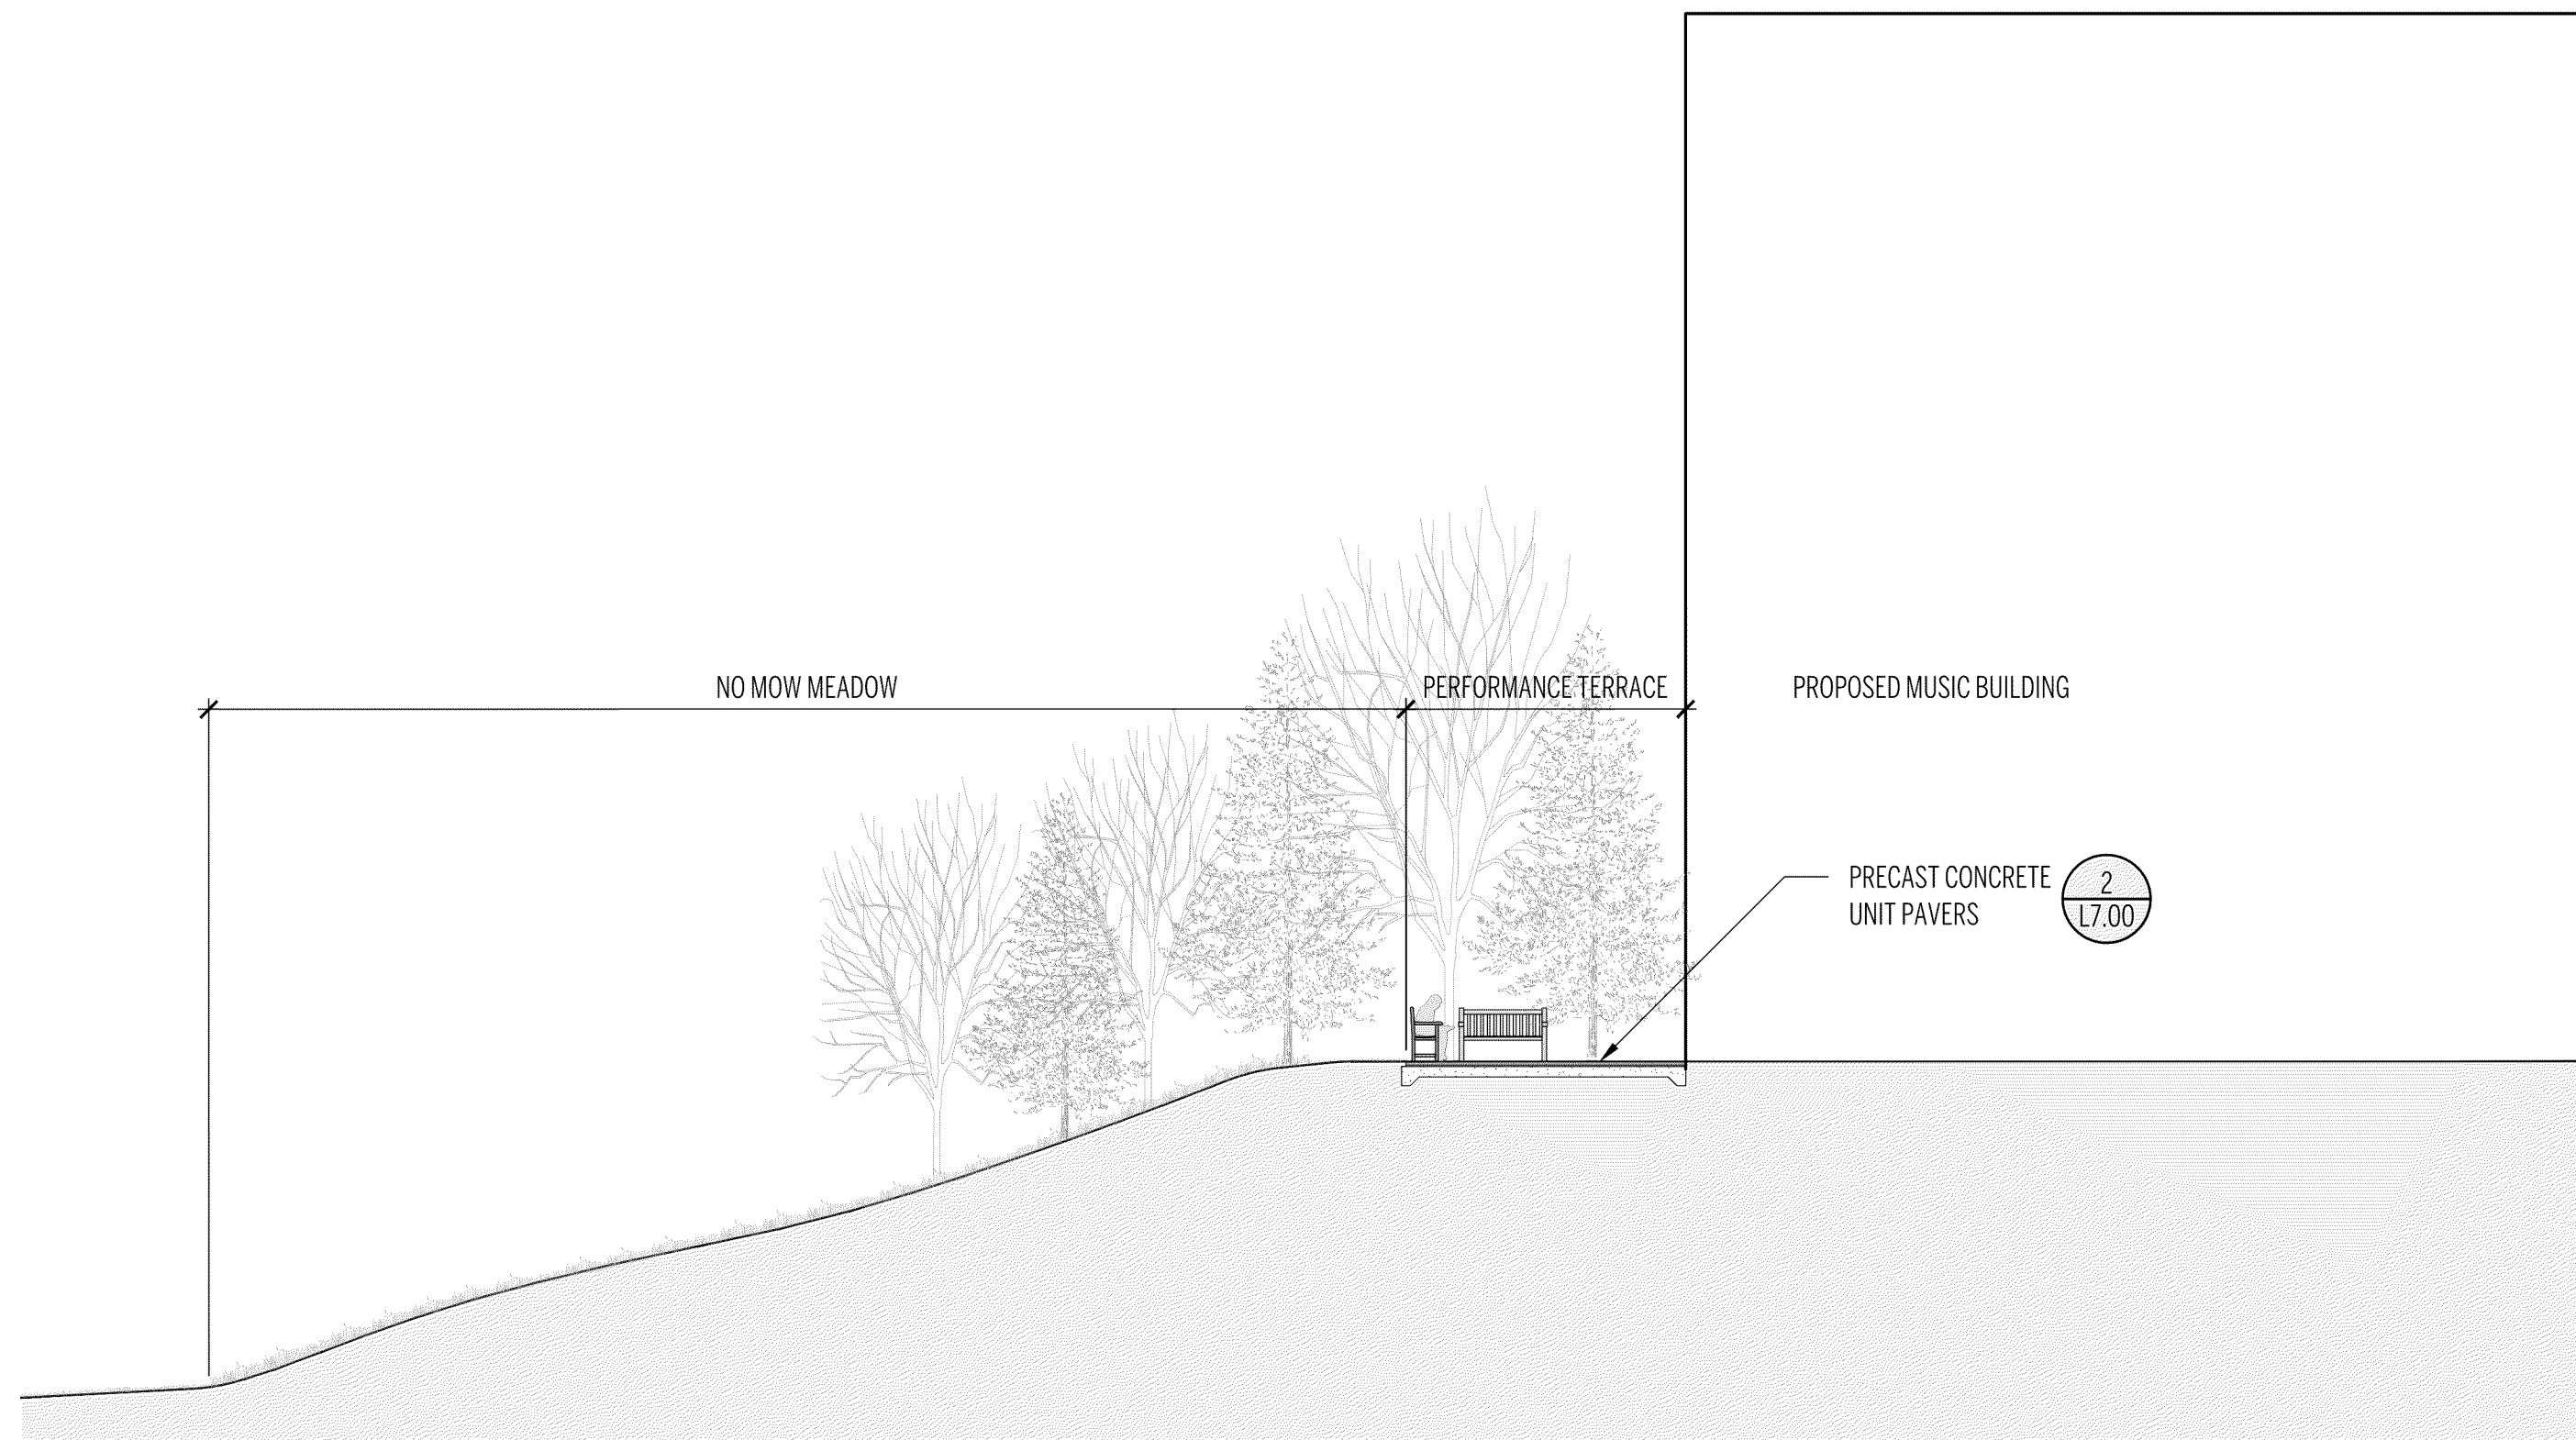 NO MOW MEADOW
PERFORMANCE TERRACE
PROPOSED MUSIC BUILDING
PRECAST CONCRETE
UNIT PAVERS
2
L7.00